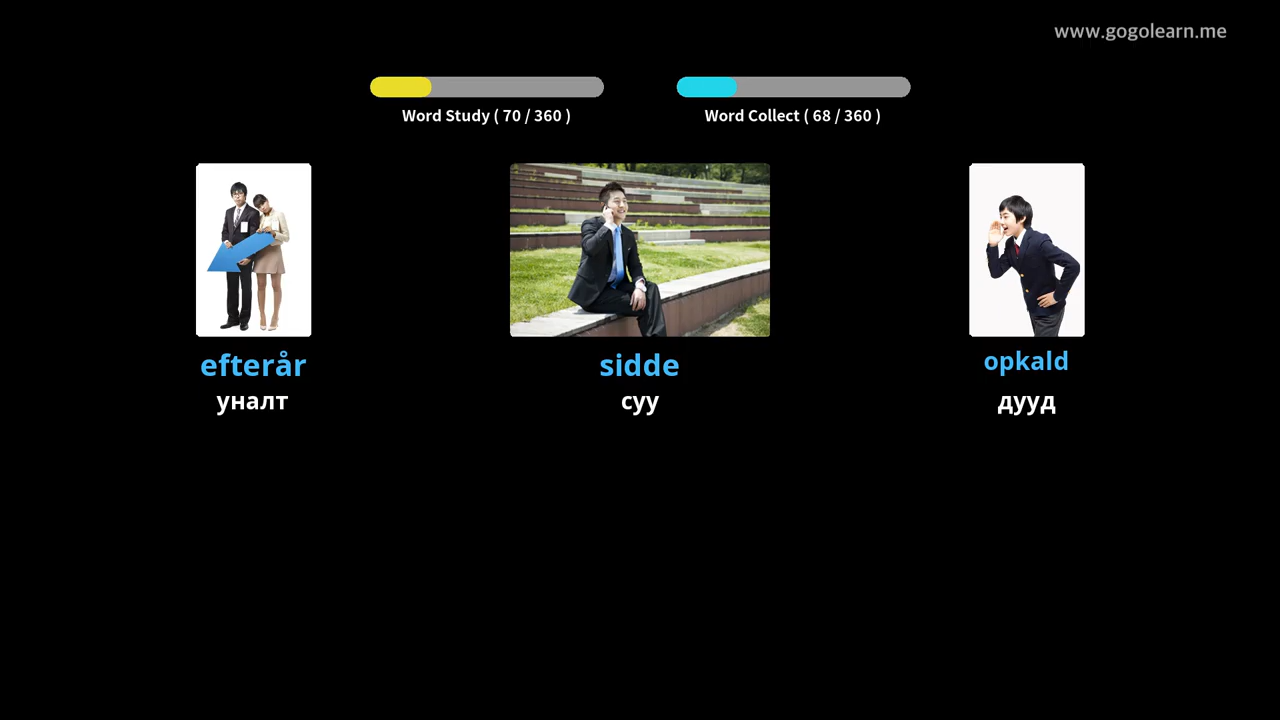 www.gogolearn.me
Word Study ( 70 / 360 )
Word Collect ( 68 / 360 )
efterår
уналт
sidde
суу
opkald
дууд